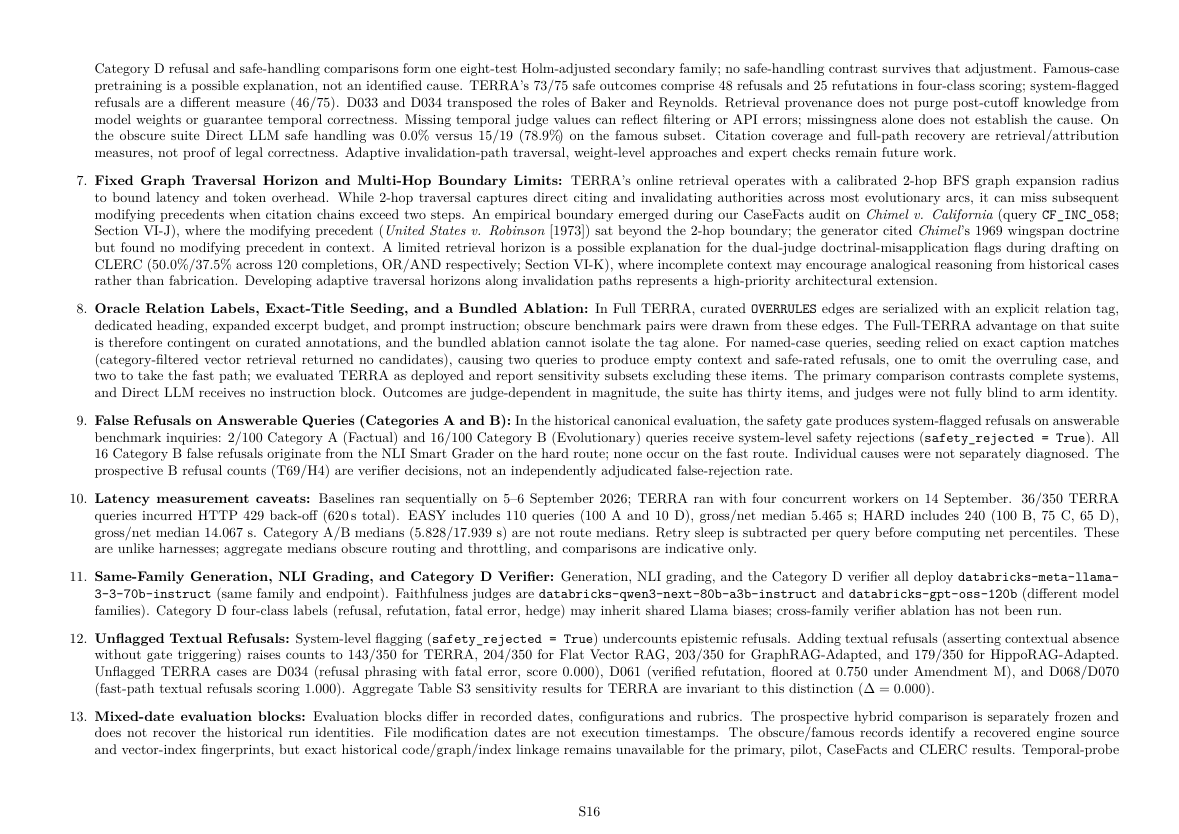 Category D refusal and safe-handling comparisons form one eight-test Holm-adjusted secondary family; no safe-handling contrast survives that adjustment. Famous-case
pretraining is a possible explanation, not an identified cause. TERRA's 73/75 safe outcomes comprise 48 refusals and 25 refutations in four-class scoring; system-flagged
refusals are a different measure (46/75). D033 and D034 transposed the roles of Baker and Reynolds. Retrieval provenance does not purge post-cutoff knowledge from
model weights or guarantee temporal correctness. Missing temporal judge values can reflect filtering or API errors; missingness alone does not establish the cause. On
the obscure suite Direct LLM safe handling was 0.0% versus 15/19 (78.9%) on the famous subset. Citation coverage and full-path recovery are retrieval/attribution
measures, not proof of legal correctness. Adaptive invalidation-path traversal, weight-level approaches and expert checks remain future work.
7. Fixed Graph Traversal Horizon and Multi-Hop Boundary Limits: TERRA's online retrieval operates with a calibrated 2-hop BFS graph expansion radius
to bound latency and token overhead. While 2-hop traversal captures direct citing and invalidating authorities across most evolutionary arcs, it can miss subsequent
modifying precedents when citation chains exceed two steps. An empirical boundary emerged during our CaseFacts audit on Chimel v. California (query CF_INC_058;
Section VI-J), where the modifying precedent (United States v. Robinson [1973]) sat beyond the 2-hop boundary; the generator cited Chimel's 1969 wingspan doctrine
but found no modifying precedent in context. A limited retrieval horizon is a possible explanation for the dual-judge doctrinal-misapplication flags during drafting on
CLERC (50.0%/37.5% across 120 completions, OR/AND respectively; Section VI-K), where incomplete context may encourage analogical reasoning from historical cases
rather than fabrication. Developing adaptive traversal horizons along invalidation paths represents a high-priority architectural extension.
8. Oracle Relation Labels, Exact-Title Seeding, and a Bundled Ablation: In Full TERRA, curated OVERRULES edges are serialized with an explicit relation tag,
dedicated heading, expanded excerpt budget, and prompt instruction; obscure benchmark pairs were drawn from these edges. The Full-TERRA advantage on that suite
is therefore contingent on curated annotations, and the bundled ablation cannot isolate the tag alone. For named-case queries, seeding relied on exact caption matches
(category-filtered vector retrieval returned no candidates), causing two queries to produce empty context and safe-rated refusals, one to omit the overruling case, and
two to take the fast path; we evaluated TERRA as deployed and report sensitivity subsets excluding these items. The primary comparison contrasts complete systems,
and Direct LLM receives no instruction block. Outcomes are judge-dependent in magnitude, the suite has thirty items, and judges were not fully blind to arm identity.
9. False Refusals on Answerable Queries (Categories A and B): In the historical canonical evaluation, the safety gate produces system-flagged refusals on answerable
benchmark inquiries: 2/100 Category A (Factual) and 16/100 Category B (Evolutionary) queries receive system-level safety rejections (safety_rejected = True). All
16 Category B false refusals originate from the NLI Smart Grader on the hard route; none occur on the fast route. Individual causes were not separately diagnosed. The
prospective B refusal counts (T69/H4) are verifier decisions, not an independently adjudicated false-rejection rate.
10. Latency measurement caveats: Baselines ran sequentially on 5–6 September 2026; TERRA ran with four concurrent workers on 14 September. 36/350 TERRA
queries incurred HTTP 429 back-off (620 s total). EASY includes 110 queries (100 A and 10 D), gross/net median 5.465 s; HARD includes 240 (100 B, 75 C, 65 D),
gross/net median 14.067 s. Category A/B medians (5.828/17.939 s) are not route medians. Retry sleep is subtracted per query before computing net percentiles. These
are unlike harnesses; aggregate medians obscure routing and throttling, and comparisons are indicative only.
11. Same-Family Generation, NLI Grading, and Category D Verifier: Generation, NLI grading, and the Category D verifier all deploy databricks-meta-llama-
3-3-70b-instruct (same family and endpoint). Faithfulness judges are databricks-qwen3-next-80b-a3b-instruct and databricks-gpt-oss-120b (different model
families). Category D four-class labels (refusal, refutation, fatal error, hedge) may inherit shared Llama biases; cross-family verifier ablation has not been run.
12. Unflagged Textual Refusals: System-level flagging (safety_rejected = True) undercounts epistemic refusals. Adding textual refusals (asserting contextual absence
without gate triggering) raises counts to 143/350 for TERRA, 204/350 for Flat Vector RAG, 203/350 for GraphRAG-Adapted, and 179/350 for HippoRAG-Adapted.
Unflagged TERRA cases are D034 (refusal phrasing with fatal error, score 0.000), D061 (verified refutation, floored at 0.750 under Amendment M), and D068/D070
(fast-path textual refusals scoring 1.000). Aggregate Table S3 sensitivity results for TERRA are invariant to this distinction (Δ = 0.000).
13. Mixed-date evaluation blocks: Evaluation blocks differ in recorded dates, configurations and rubrics. The prospective hybrid comparison is separately frozen and
does not recover the historical run identities. File modification dates are not execution timestamps. The obscure/famous records identify a recovered engine source
and vector-index fingerprints, but exact historical code/graph/index linkage remains unavailable for the primary, pilot, CaseFacts and CLERC results. Temporal-probe
S16